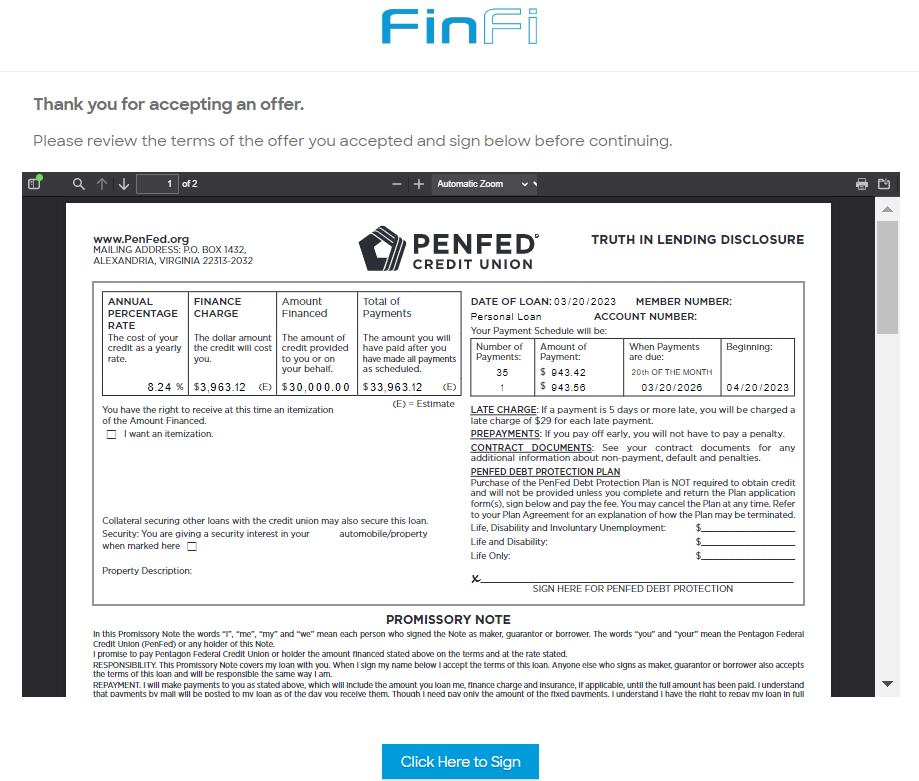 FinFi
Thank you for accepting an offer.
Please review the terms of the offer you accepted and sign below before continuing.
1 of 2
Automatic Zoom
www.PenFed.org
MAILING ADDRESS: P.O. BOX 1432,
ALEXANDRIA, VIRGINIA 22313-2032
PENFED®
CREDIT UNION
TRUTH IN LENDING DISCLOSURE
ANNUAL
PERCENTAGE
RATE
The cost of your
credit as a yearly
rate.
8.24 %
FINANCE
CHARGE
The dollar amount
the credit will cost
you.
$3,963.12 (E)
Amount
Financed
The amount of
credit provided
to you or on
your behalf.
$30,000.00
Total of
Payments
The amount you will
have paid after you
have made all payments
as scheduled.
$33,963.12 (E)
(E) = Estimate
You have the right to receive at this time an itemization
of the Amount Financed.
I want an itemization.
Collateral securing other loans with the credit union may also secure this loan.
Security: You are giving a security interest in your automobile/property
when marked here
Property Description:
DATE OF LOAN: 03/20/2023 MEMBER NUMBER:
Personal Loan ACCOUNT NUMBER:
Your Payment Schedule will be:
Number of
Payments:
35
1
Amount of
Payment:
$ 943.42
$ 943.56
When Payments
are due:
20th OF THE MONTH
03/20/2026
Beginning:
04/20/2023
LATE CHARGE: If a payment is 5 days or more late, you will be charged a
late charge of $29 for each late payment.
PREPAYMENTS: If you pay off early, you will not have to pay a penalty.
CONTRACT DOCUMENTS: See your contract documents for any
additional information about non-payment, default and penalties.
PENFED DEBT PROTECTION PLAN
Purchase of the PenFed Debt Protection Plan is NOT required to obtain credit
and will not be provided unless you complete and return the Plan application
form(s), sign below and pay the fee. You may cancel the Plan at any time. Refer
to your Plan Agreement for an explanation of how the Plan may be terminated.
Life, Disability and Involuntary Unemployment: $
Life and Disability: $
Life Only: $
x
SIGN HERE FOR PENFED DEBT PROTECTION
PROMISSORY NOTE
In this Promissory Note the words "I", "me", "my" and "we" mean each person who signed the Note as maker, guarantor or borrower. The words "you" and "your" mean the Pentagon Federal
Credit Union (PenFed) or any holder of this Note.
I promise to pay Pentagon Federal Credit Union or holder the amount financed stated above on the terms and at the rate stated.
RESPONSIBILITY. This Promissory Note covers my loan with you. When I sign my name below I accept the terms of this loan. Anyone else who signs as maker, guarantor or borrower also accepts
the terms of this loan and will be responsible the same way I am.
REPAYMENT. I will make payments to you as stated above, which will include the amount you loan me, finance charge and insurance, if applicable, until the full amount has been paid. I understand
that payments by mail will be posted to my loan as of the day you receive them. Though I need pay only the amount of the fixed payments, I understand I have the right to repay my loan in full
Click Here to Sign